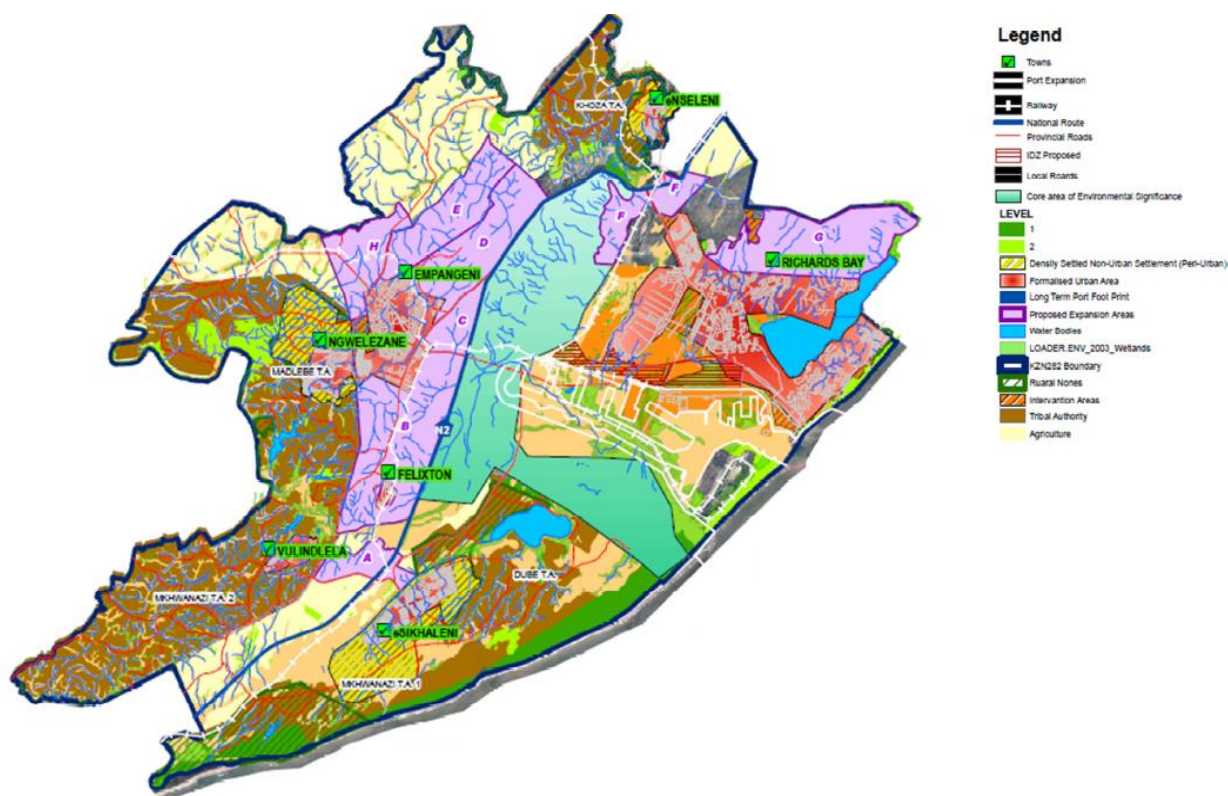 KHOZA T.A.
eNSELENI
E
F
F
H
D
G
EMPANGENI
RICHARDS BAY
C
NGWELEZANE
MADLEBE T.A.
B
N2
FELIXTON
VULINDLELA
A
DUBE T.A.
MKHWANAZI T.A. 2
eSIKHALENI
MKHWANAZI T.A. 1
Legend
Towns
Port Expansion
Railway
National Route
Provincial Roads
IDZ Proposed
Local Roards
Core area of Environmental Significance
LEVEL
1
2
Densly Settled Non-Urban Settlement (Peri-Urban)
Formalised Urban Area
Long Term Port Foot Print
Proposed Expansion Areas
Water Bodies
LOADER.ENV_2003_Wetlands
KZN282 Boundary
Ruaral Nones
Intervantion Areas
Tribal Authority
Agriculture